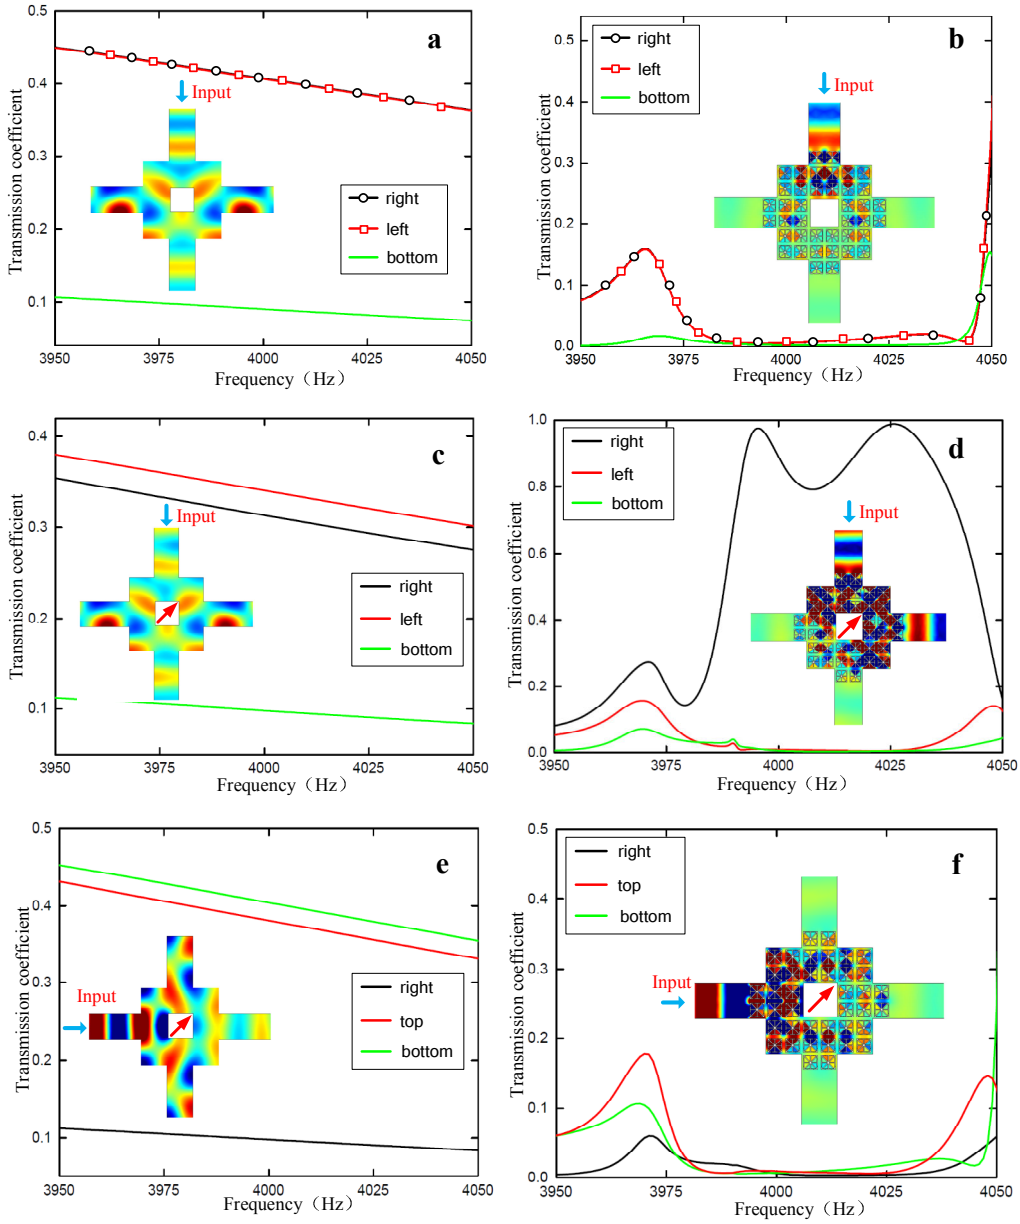 a
0.5
0.4
0.3
0.2
0.1
Transmission coefficient
Input
right
left
bottom
3950
3975
4000
4025
4050
Frequency（Hz）
b
0.5
0.4
0.3
0.2
0.1
0.0
Transmission coefficient
right
left
bottom
Input
3950
3975
4000
4025
4050
Frequency（Hz）
c
0.4
0.3
0.2
0.1
Transmission coefficient
Input
right
left
bottom
3950
3975
4000
4025
4050
Frequency（Hz）
d
1.0
0.8
0.6
0.4
0.2
0.0
Transmission coefficient
right
left
bottom
Input
3950
3975
4000
4025
4050
Frequency（Hz）
e
0.5
0.4
0.3
0.2
0.1
Transmission coefficient
Input
right
top
bottom
3950
3975
4000
4025
4050
Frequency（Hz）
f
0.5
0.4
0.3
0.2
0.1
0.0
Transmission coefficient
right
top
bottom
Input
3950
3975
4000
4025
4050
Frequency（Hz）